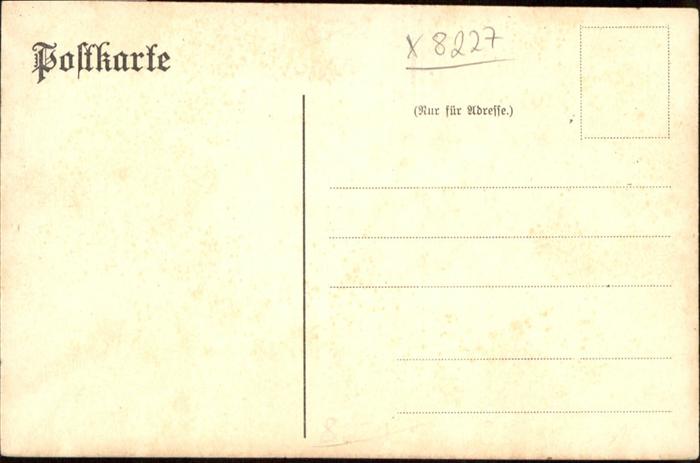 Postkarte
X 8227
(Nur für Adresse.)